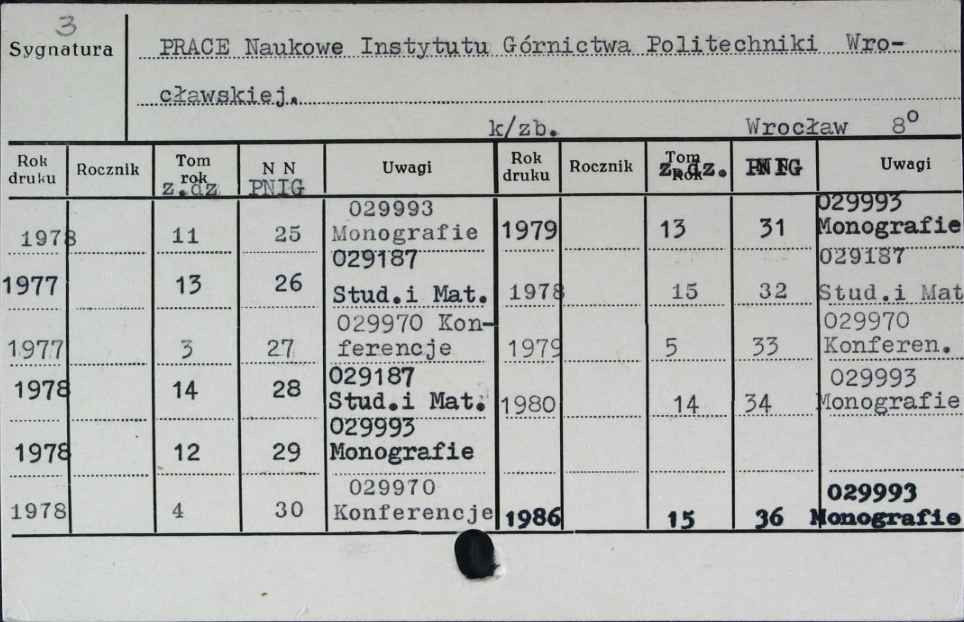 3
Sygnatura
PRACE Naukowe Instytutu Górnictwa Politechniki Wro-
cławskiej.
k/zb. Wrocław 8°
Rok druku Rocznik Tom rok z.dz N N PNIG Uwagi Rok druku Rocznik Tom Rok z.dz. PNIG Uwagi
1978 11 25 029993 Monografie 1979 13 31 029993 Monografie
1977 13 26 029187 Stud.i Mat. 1978 15 32 029187 Stud.i Mat
1977 3 27 029970 Kon-ferencje 1979 5 33 029970 Konferen.
1978 14 28 029187 Stud.i Mat. 1980 14 34 029993 Monografie
1978 12 29 029993 Monografie
1978 4 30 029970 Konferencje 1986 15 36 029993 Monografie